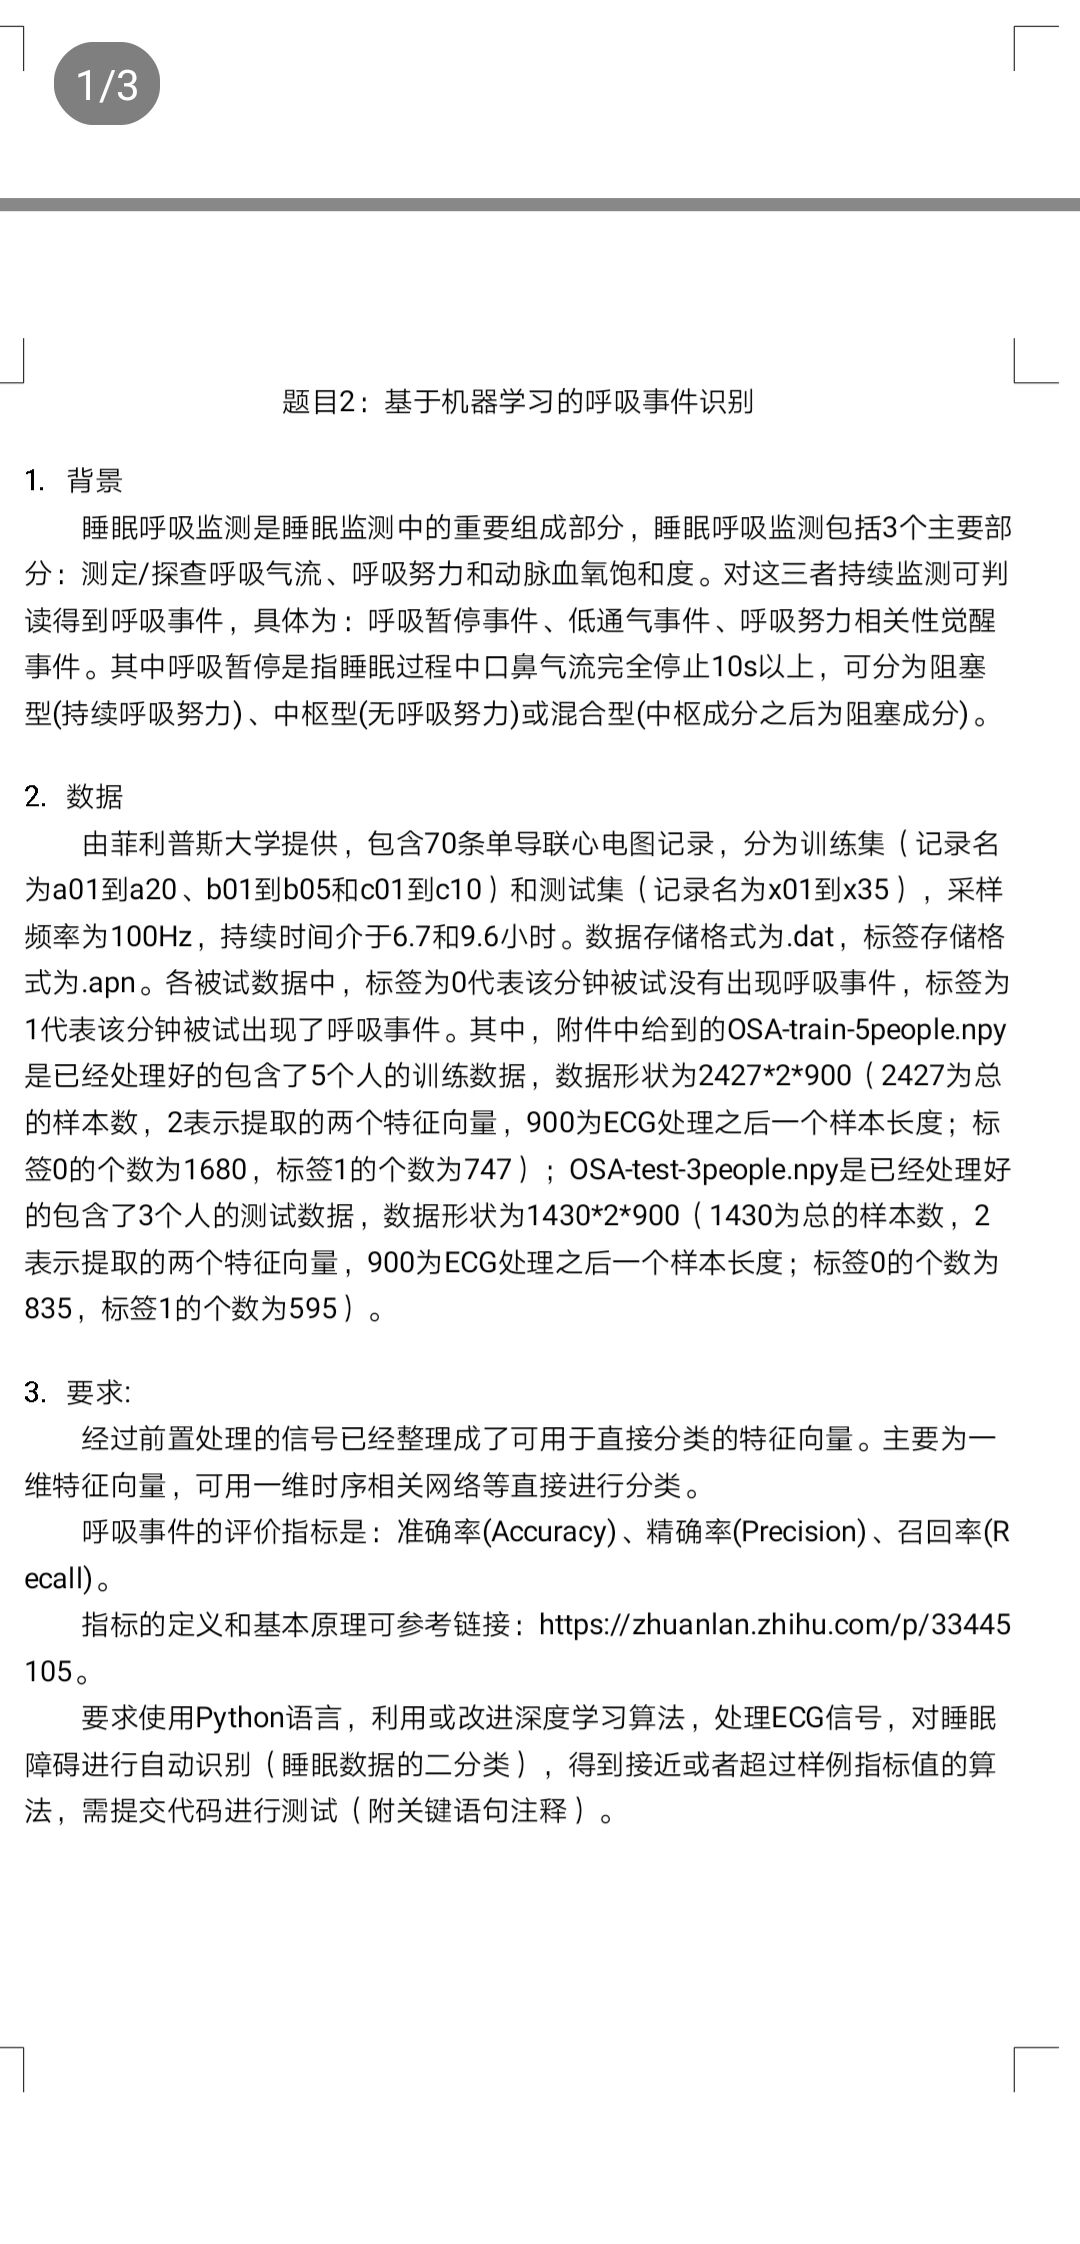 1/3
题目2：基于机器学习的呼吸事件识别
1. 背景
睡眠呼吸监测是睡眠监测中的重要组成部分，睡眠呼吸监测包括3个主要部
分：测定/探查呼吸气流、呼吸努力和动脉血氧饱和度。对这三者持续监测可判
读得到呼吸事件，具体为：呼吸暂停事件、低通气事件、呼吸努力相关性觉醒
事件。其中呼吸暂停是指睡眠过程中口鼻气流完全停止10s以上，可分为阻塞
型(持续呼吸努力)、中枢型(无呼吸努力)或混合型(中枢成分之后为阻塞成分)。
2. 数据
由菲利普斯大学提供，包含70条单导联心电图记录，分为训练集（记录名
为a01到a20、b01到b05和c01到c10）和测试集（记录名为x01到x35），采样
频率为100Hz，持续时间介于6.7和9.6小时。数据存储格式为.dat，标签存储格
式为.apn。各被试数据中，标签为0代表该分钟被试没有出现呼吸事件，标签为
1代表该分钟被试出现了呼吸事件。其中，附件中给到的OSA-train-5people.npy
是已经处理好的包含了5个人的训练数据，数据形状为2427*2*900（2427为总
的样本数，2表示提取的两个特征向量，900为ECG处理之后一个样本长度；标
签0的个数为1680，标签1的个数为747）；OSA-test-3people.npy是已经处理好
的包含了3个人的测试数据，数据形状为1430*2*900（1430为总的样本数，2
表示提取的两个特征向量，900为ECG处理之后一个样本长度；标签0的个数为
835，标签1的个数为595）。
3. 要求:
经过前置处理的信号已经整理成了可用于直接分类的特征向量。主要为一
维特征向量，可用一维时序相关网络等直接进行分类。
呼吸事件的评价指标是：准确率(Accuracy)、精确率(Precision)、召回率(R
ecall)。
指标的定义和基本原理可参考链接：https://zhuanlan.zhihu.com/p/33445
105。
要求使用Python语言，利用或改进深度学习算法，处理ECG信号，对睡眠
障碍进行自动识别（睡眠数据的二分类），得到接近或者超过样例指标值的算
法，需提交代码进行测试（附关键语句注释）。